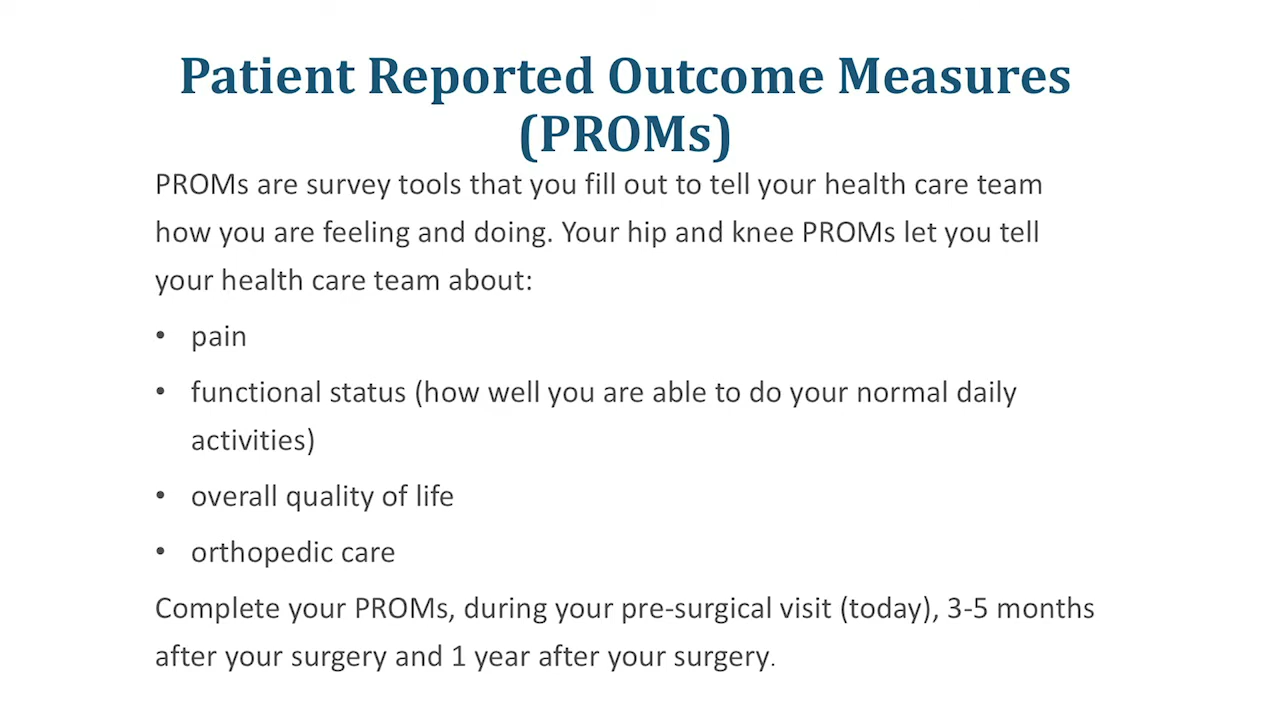 Patient Reported Outcome Measures
(PROMs)
PROMs are survey tools that you fill out to tell your health care team
how you are feeling and doing. Your hip and knee PROMs let you tell
your health care team about:
• pain
• functional status (how well you are able to do your normal daily
activities)
• overall quality of life
• orthopedic care
Complete your PROMs, during your pre-surgical visit (today), 3-5 months
after your surgery and 1 year after your surgery.